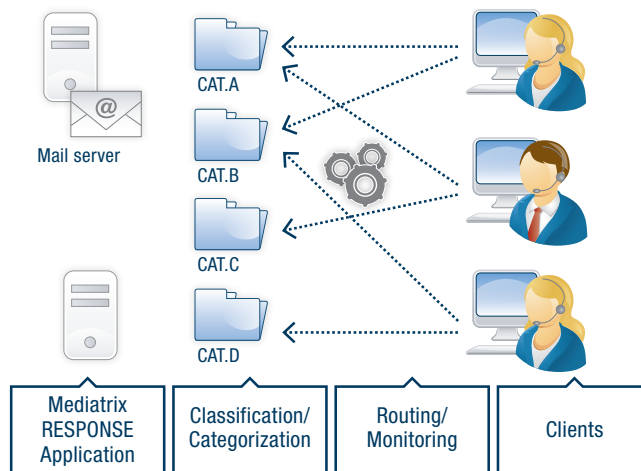 CAT.A
@
Mail server
CAT.B
CAT.C
CAT.D
Mediatrix
RESPONSE
Application
Classification/
Categorization
Routing/
Monitoring
Clients